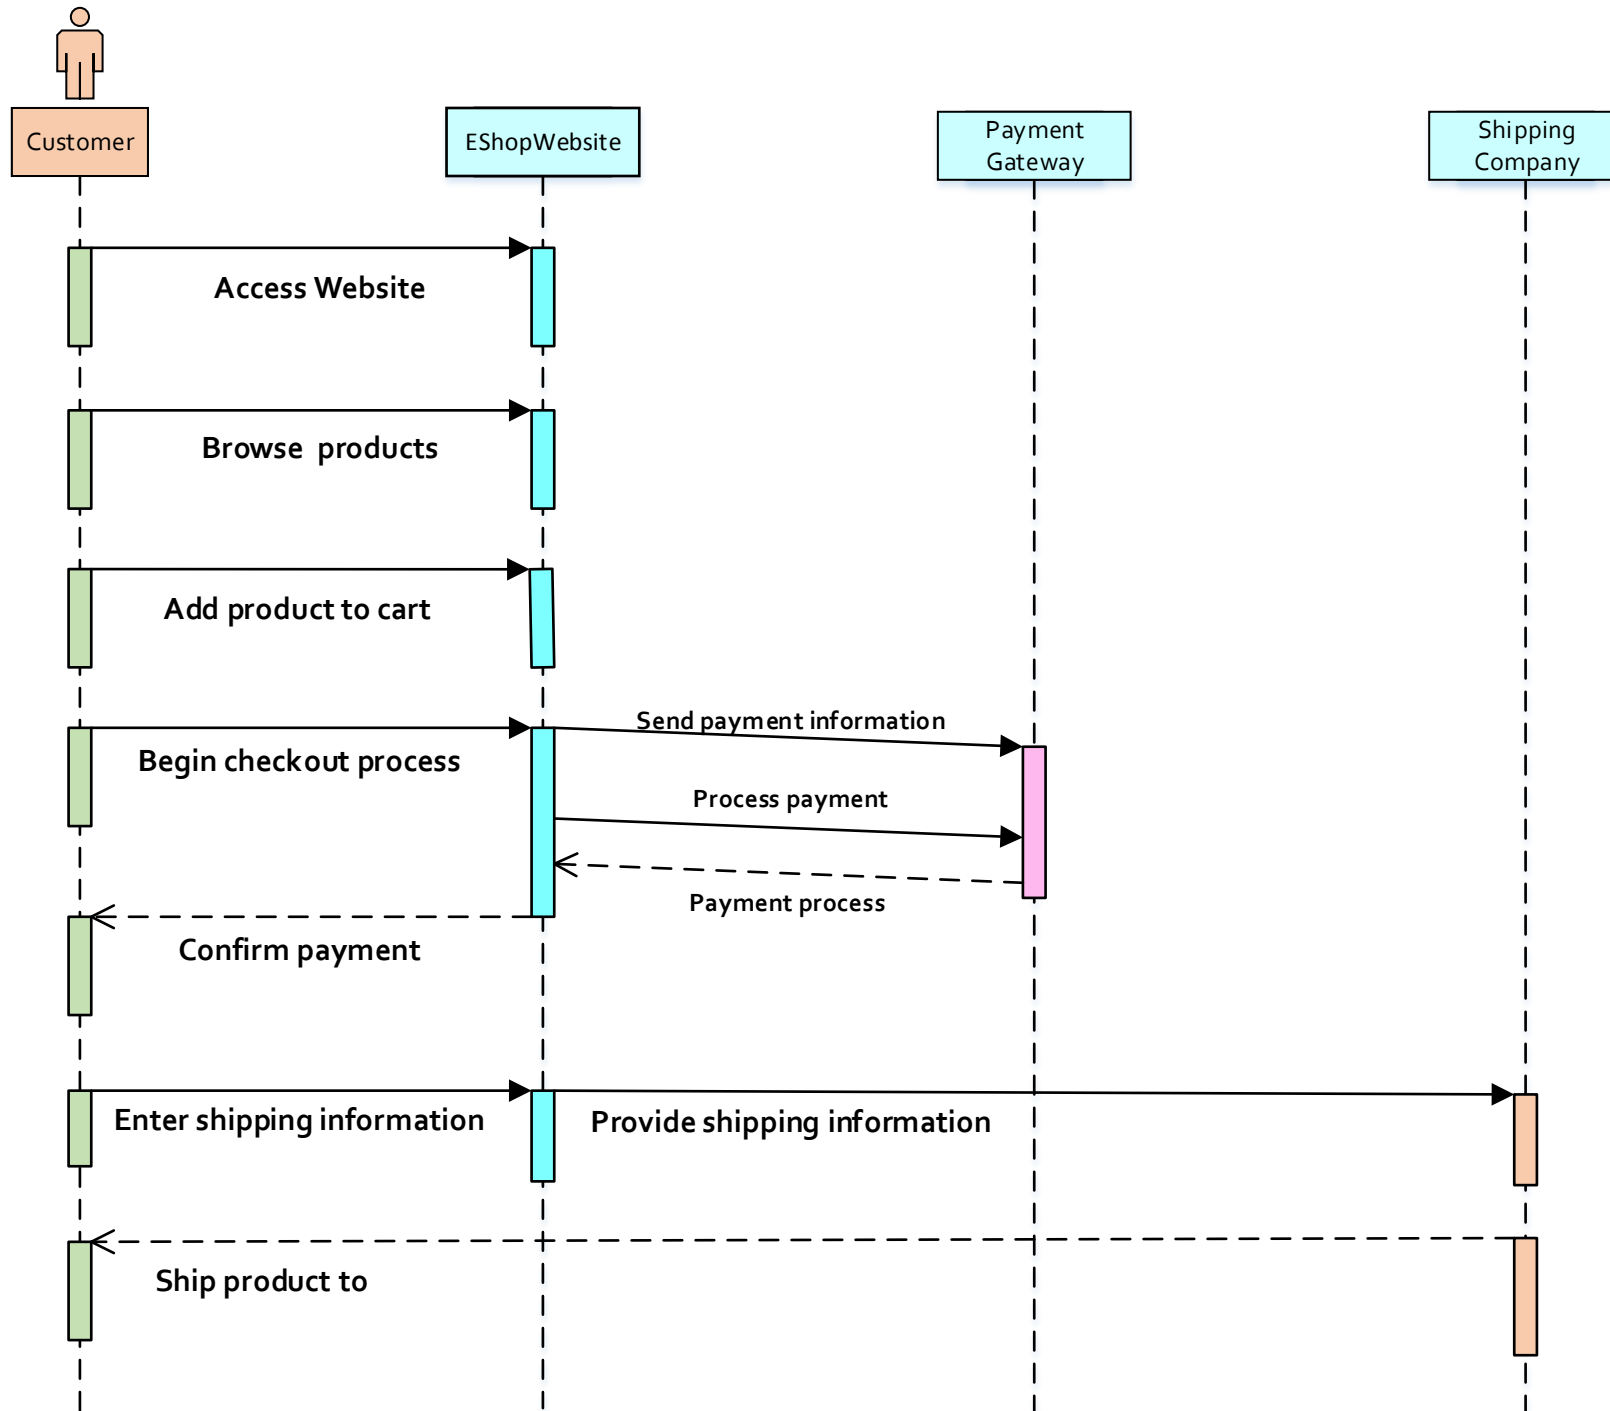 Customer
EShopWebsite
Payment
Gateway
Shipping
Company
Access Website
Browse products
Add product to cart
Send payment information
Begin checkout process
Process payment
Payment process
Confirm payment
Enter shipping information
Provide shipping information
Ship product to